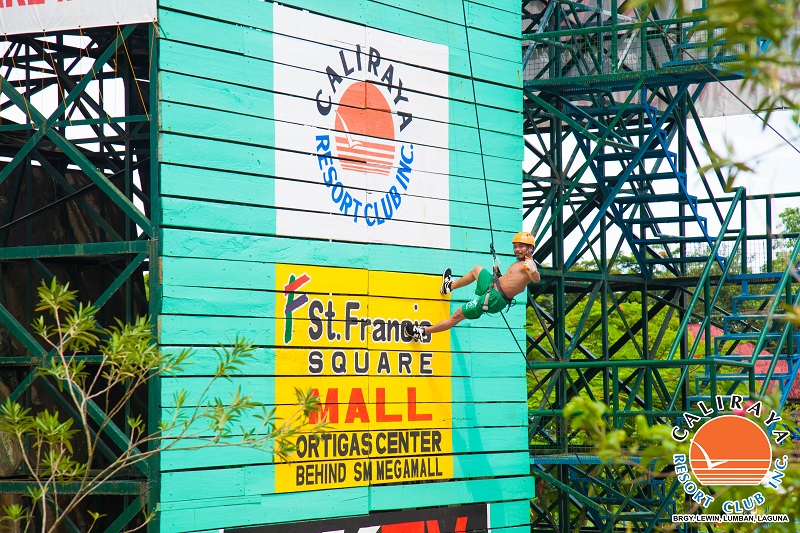 CALIRAYA
RESORT CLUB INC.
St. Francis
SQUARE
MALL
ORTIGAS CENTER
BEHIND SM MEGAMALL
CALIRAYA
RESORT CLUB INC.
BRGY. LEWIN, LUMBAN, LAGUNA